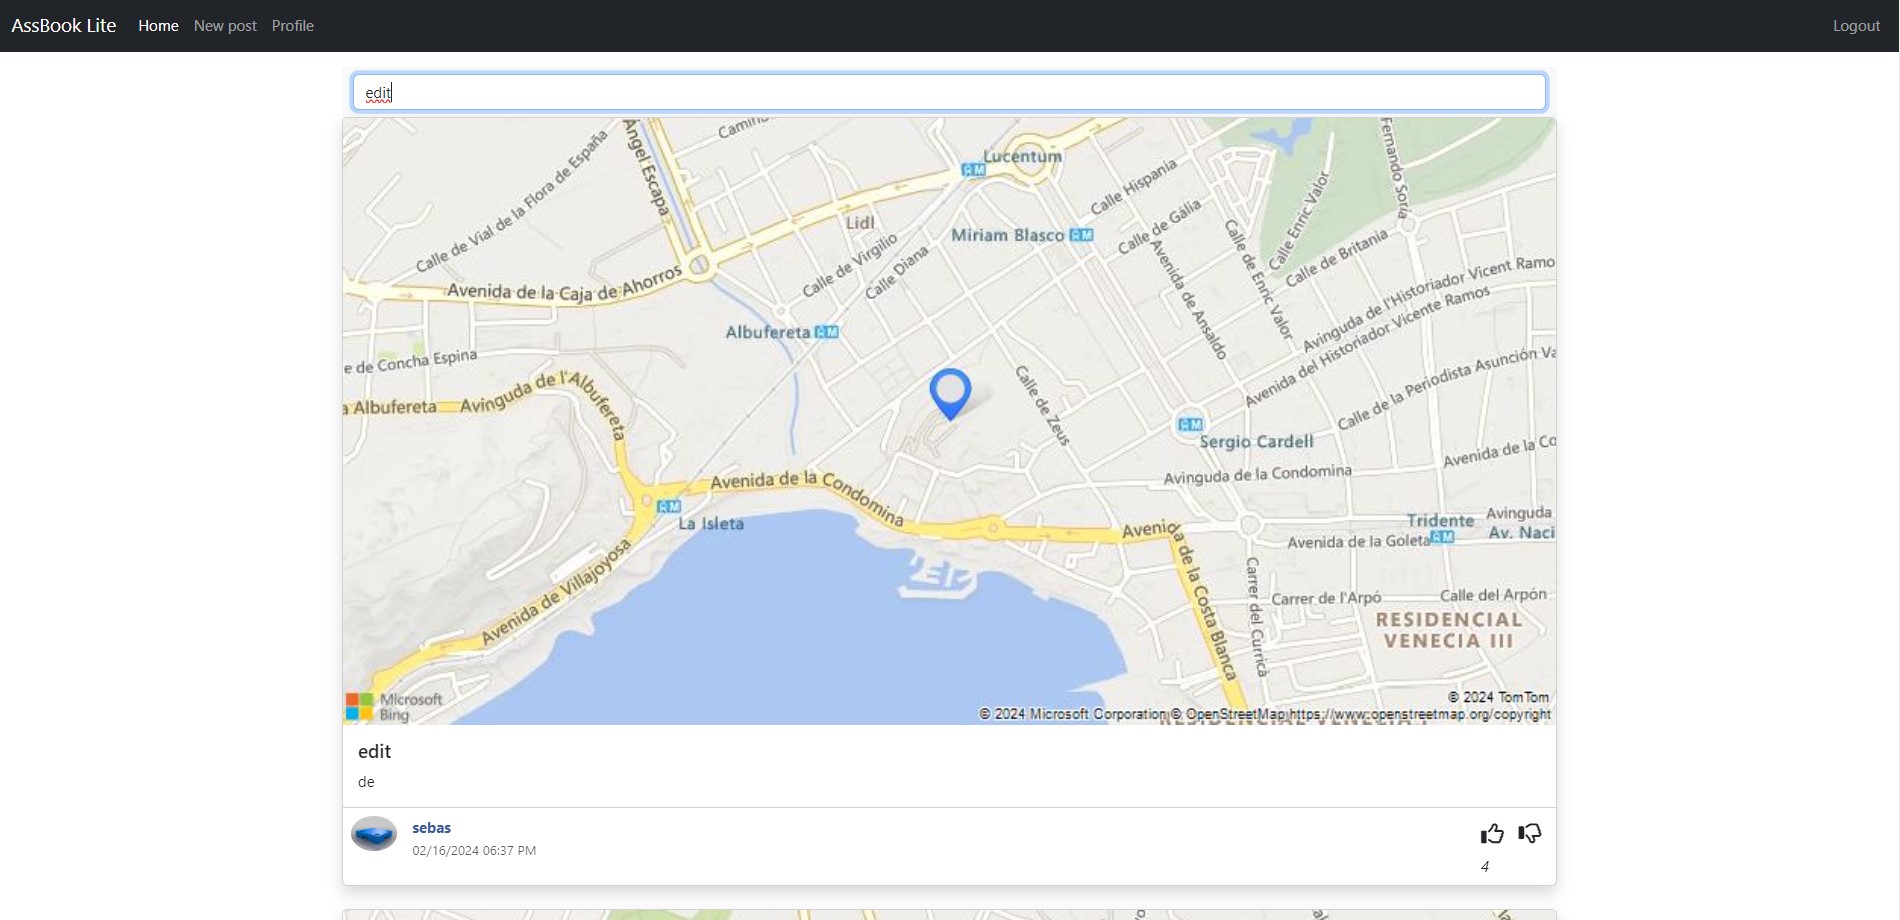 AssBook Lite Home New post Profile Logout
edit
Camino
Calle de Vial de la Flora de España
Ángel Escapa
Lucentum
Calle Hispania
Fernando Soria
Lidl
Miriam Blasco
Calle de Gália
Calle Enric Valor
Calle de Enric Valor
Calle de Britania
Calle de Virgilio
Calle Diana
Avenida de Ansaldo
Avenida de la Caja de Ahorros
Avinguda de l'Historiador Vicent Ramo
Avenida del Historiador Vicente Ramos
Albufereta
e de Concha Espina
Calle de la Periodista Asunción Va
a Albufereta
Avinguda de l'Albufereta
Calle de Zeus
Sergio Cardell
Avenida de la Co
Avinguda de la Condomina
Avenida de la Condomina
La Isleta
Tridente
Avinguda
Av. Naci
Avenida de la Costa Blanca
Avenida de la Goleta
Avenida de Villajoyosa
Carrer del Curricà
Carrer de l'Arpó
Calle del Arpón
RESIDENCIAL
VENECIA III
Microsoft
Bing
© 2024 TomTom
© 2024 Microsoft Corporation © OpenStreetMap https://www.openstreetmap.org/copyright
edit
de
sebas
02/16/2024 06:37 PM
4